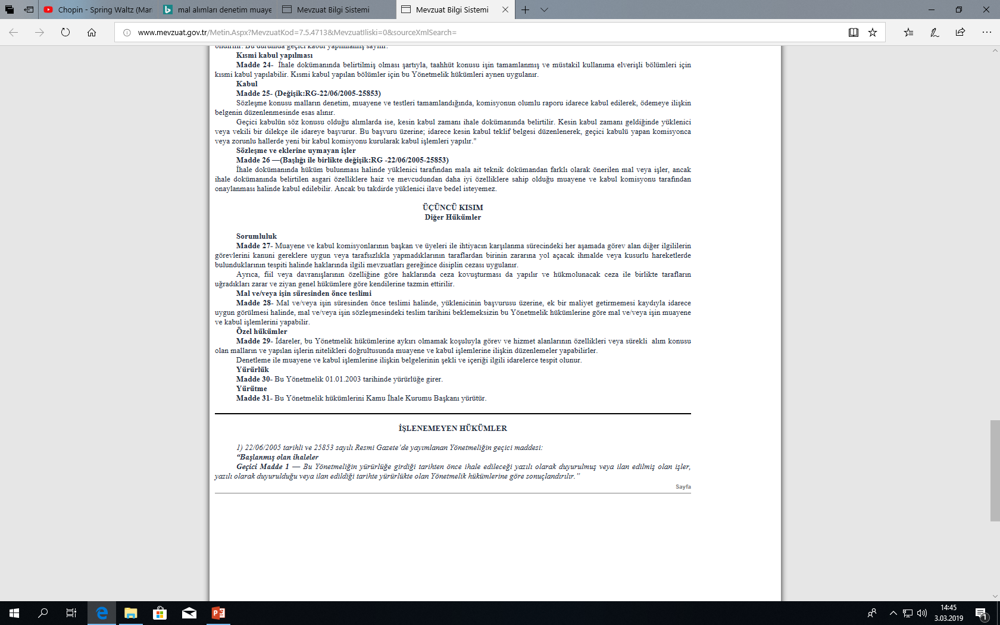 Chopin - Spring Waltz (Mar
mal alımları denetim muaye
Mevzuat Bilgi Sistemi
Mevzuat Bilgi Sistemi
www.mevzuat.gov.tr/Metin.Aspx?MevzuatKod=7.5.4713&MevzuatIliski=0&sourceXmlSearch=
Bu durumda geçici kabul yapılmamış sayılır.
Kısmi kabul yapılması
Madde 24- İhale dokümanında belirtilmiş olması şartıyla, taahhüt konusu işin tamamlanmış ve müstakil kullanıma elverişli bölümleri için
kısmi kabul yapılabilir. Kısmi kabul yapılan bölümler için bu Yönetmelik hükümleri aynen uygulanır.
Kabul
Madde 25- (Değişik:RG-22/06/2005-25853)
Sözleşme konusu malların denetim, muayene ve testleri tamamlandığında, komisyonun olumlu raporu idarece kabul edilerek, ödemeye ilişkin
belgenin düzenlenmesinde esas alınır.
Geçici kabulün söz konusu olduğu alımlarda ise, kesin kabul zamanı ihale dokümanında belirtilir. Kesin kabul zamanı geldiğinde yüklenici
veya vekili bir dilekçe ile idareye başvurur. Bu başvuru üzerine; idarece kesin kabul teklif belgesi düzenlenerek, geçici kabulü yapan komisyonca
veya zorunlu hallerde yeni bir kabul komisyonu kurularak kabul işlemleri yapılır."
Sözleşme ve eklerine uymayan işler
Madde 26 —(Başlığı ile birlikte değişik:RG -22/06/2005-25853)
İhale dokümanında hüküm bulunması halinde yüklenici tarafından mala ait teknik dokümandan farklı olarak önerilen mal veya işler, ancak
ihale dokümanında belirtilen asgari özelliklere haiz ve mevcudundan daha iyi özelliklere sahip olduğu muayene ve kabul komisyonu tarafından
onaylanması halinde kabul edilebilir. Ancak bu takdirde yüklenici ilave bedel isteyemez.
ÜÇÜNCÜ KISIM
Diğer Hükümler
Sorumluluk
Madde 27- Muayene ve kabul komisyonlarının başkan ve üyeleri ile ihtiyacın karşılanma sürecindeki her aşamada görev alan diğer ilgililerin
görevlerini kanuni gereklere uygun veya tarafsızlıkla yapmadıklarının taraflardan birinin zararına yol açacak ihmalde veya kusurlu hareketlerde
bulunduklarının tespiti halinde haklarında ilgili mevzuatları gereğince disiplin cezası uygulanır.
Ayrıca, fiil veya davranışlarının özelliğine göre haklarında ceza kovuşturması da yapılır ve hükmolunacak ceza ile birlikte tarafların
uğradıkları zarar ve ziyan genel hükümlere göre kendilerine tazmin ettirilir.
Mal ve/veya işin süresinden önce teslimi
Madde 28- Mal ve/veya işin süresinden önce teslimi halinde, yüklenicinin başvurusu üzerine, ek bir maliyet getirmemesi kaydıyla idarece
uygun görülmesi halinde, mal ve/veya işin sözleşmesindeki teslim tarihini beklemeksizin bu Yönetmelik hükümlerine göre mal ve/veya işin muayene
ve kabul işlemlerini yapabilir.
Özel hükümler
Madde 29- İdareler, bu Yönetmelik hükümlerine aykırı olmamak koşuluyla görev ve hizmet alanlarının özellikleri veya sürekli alım konusu
olan malların ve yapılan işlerin nitelikleri doğrultusunda muayene ve kabul işlemlerine ilişkin düzenlemeler yapabilirler.
Denetleme ile muayene ve kabul işlemlerine ilişkin belgelerinin şekli ve içeriği ilgili idarelerce tespit olunur.
Yürürlük
Madde 30- Bu Yönetmelik 01.01.2003 tarihinde yürürlüğe girer.
Yürütme
Madde 31- Bu Yönetmelik hükümlerini Kamu İhale Kurumu Başkanı yürütür.
İŞLENEMEYEN HÜKÜMLER
1) 22/06/2005 tarihli ve 25853 sayılı Resmi Gazete’de yayımlanan Yönetmeliğin geçici maddesi:
“Başlanmış olan ihaleler
Geçici Madde 1 — Bu Yönetmeliğin yürürlüğe girdiği tarihten önce ihale edileceği yazılı olarak duyurulmuş veya ilan edilmiş olan işler,
yazılı olarak duyurulduğu veya ilan edildiği tarihte yürürlükte olan Yönetmelik hükümlerine göre sonuçlandırılır.”
Sayfa
14:45
3.03.2019
1